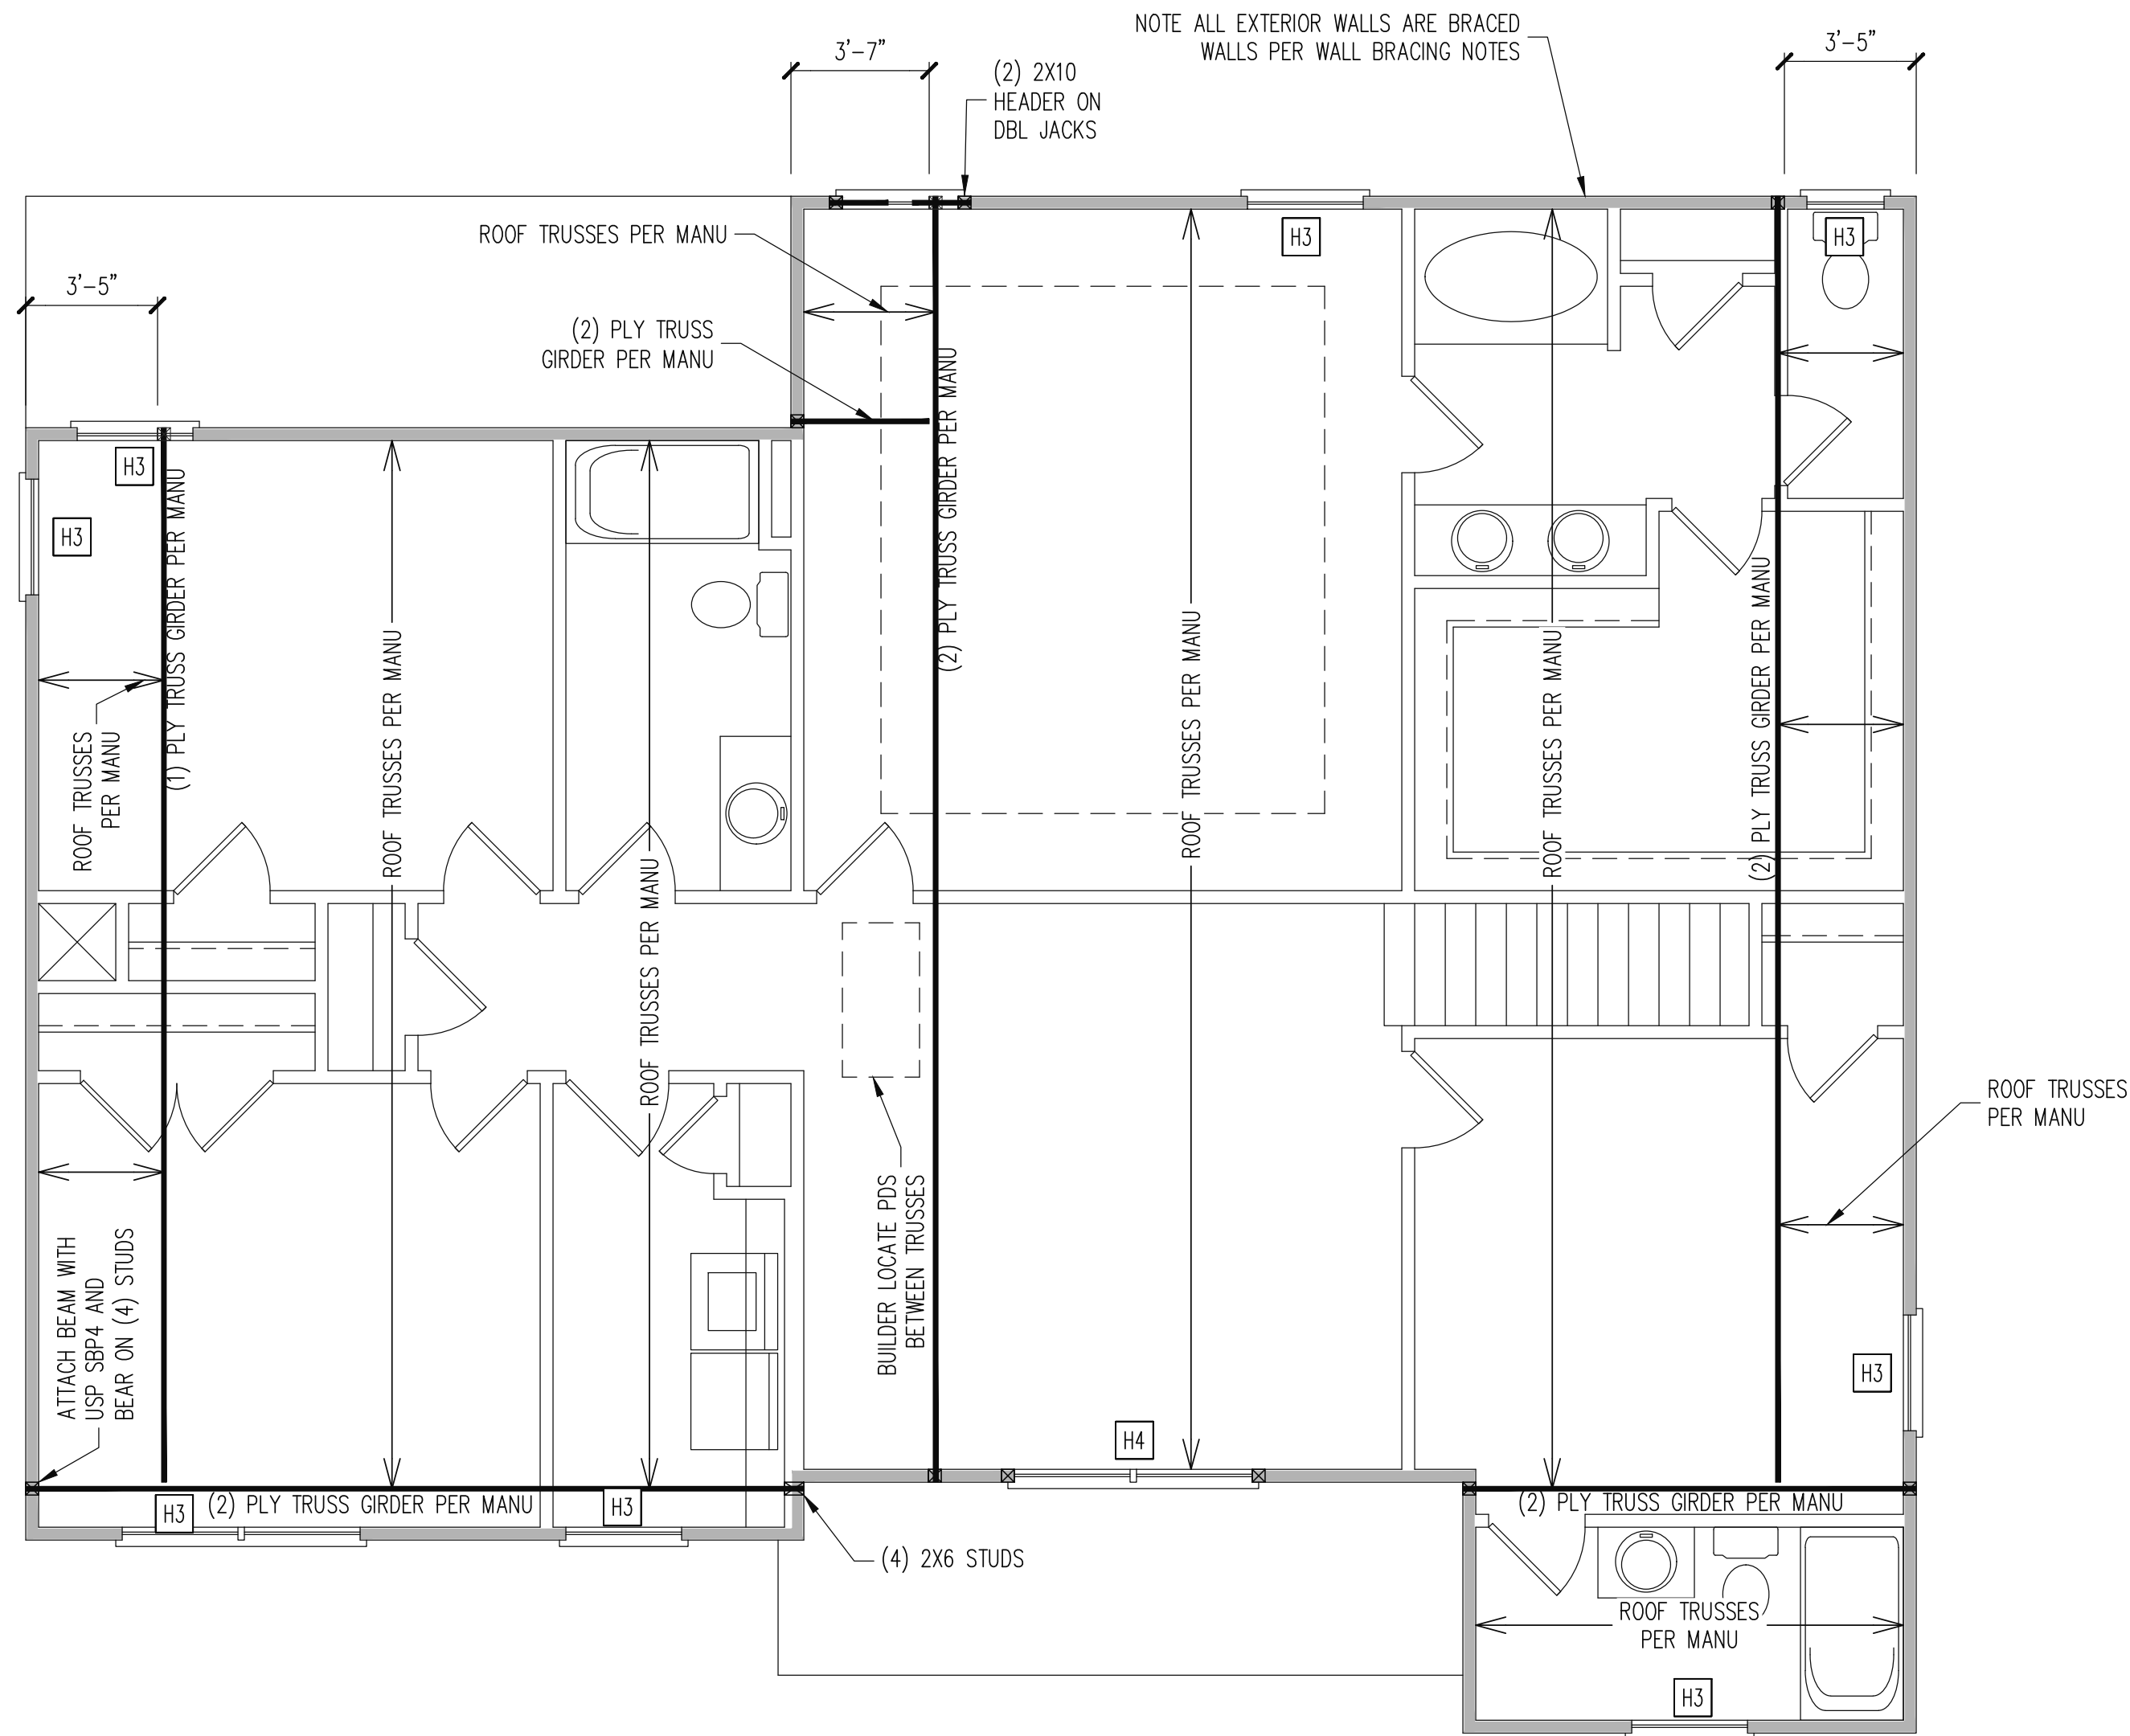 NOTE ALL EXTERIOR WALLS ARE BRACED
WALLS PER WALL BRACING NOTES
3'-7"
3'-5"
(2) 2X10
HEADER ON
DBL JACKS
ROOF TRUSSES PER MANU
H3
H3
3'-5"
(2) PLY TRUSS
GIRDER PER MANU
H3
H3
(1) PLY TRUSS GIRDER PER MANU
(2) PLY TRUSS GIRDER PER MANU
ROOF TRUSSES
PER MANU
ROOF TRUSSES PER MANU
ROOF TRUSSES PER MANU
ROOF TRUSSES PER MANU
ROOF TRUSSES PER MANU
(2) PLY TRUSS GIRDER PER MANU
ROOF TRUSSES
PER MANU
ATTACH BEAM WITH
USP SBP4 AND
BEAR ON (4) STUDS
BUILDER LOCATE PDS
BETWEEN TRUSSES
H3
H4
H3
(2) PLY TRUSS GIRDER PER MANU
H3
(2) PLY TRUSS GIRDER PER MANU
(4) 2X6 STUDS
ROOF TRUSSES
PER MANU
H3